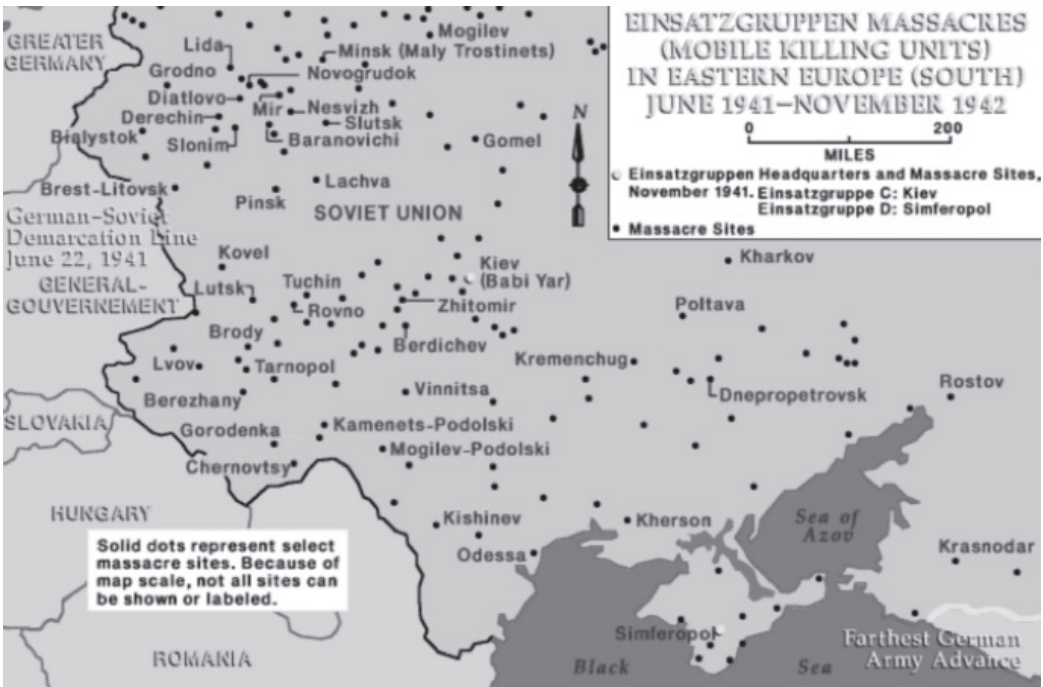 EINSATZGRUPPEN MASSACRES
(MOBILE KILLING UNITS)
IN EASTERN EUROPE (SOUTH)
JUNE 1941–NOVEMBER 1942
N
0
200
MILES
Einsatzgruppen Headquarters and Massacre Sites,
November 1941. Einsatzgruppe C: Kiev
Einsatzgruppe D: Simferopol
Massacre Sites
GREATER
GERMANY
Lida
Mogilev
Minsk (Maly Trostinets)
Grodno
Novogrudok
Diatlovo
Mir
Nesvizh
Derechin
Slutsk
Bialystok
Slonim
Baranovichi
Gomel
Brest-Litovsk
Lachva
Pinsk
SOVIET UNION
German-Soviet
Demarcation Line
June 22, 1941
GENERAL-
GOUVERNEMENT
Kovel
Kiev
(Babi Yar)
Kharkov
Lutsk
Tuchin
Rovno
Zhitomir
Poltava
Brody
Berdichev
Lvov
Tarnopol
Kremenchug
Berezhany
Vinnitsa
Dnepropetrovsk
Rostov
SLOVAKIA
Gorodenka
Kamenets-Podolski
Mogilev-Podolski
Chernovtsy
HUNGARY
Kishinev
Kherson
Sea of
Azov
Odessa
Krasnodar
Solid dots represent select
massacre sites. Because of
map scale, not all sites can
be shown or labeled.
Simferopol
Farthest German
Army Advance
ROMANIA
Black
Sea